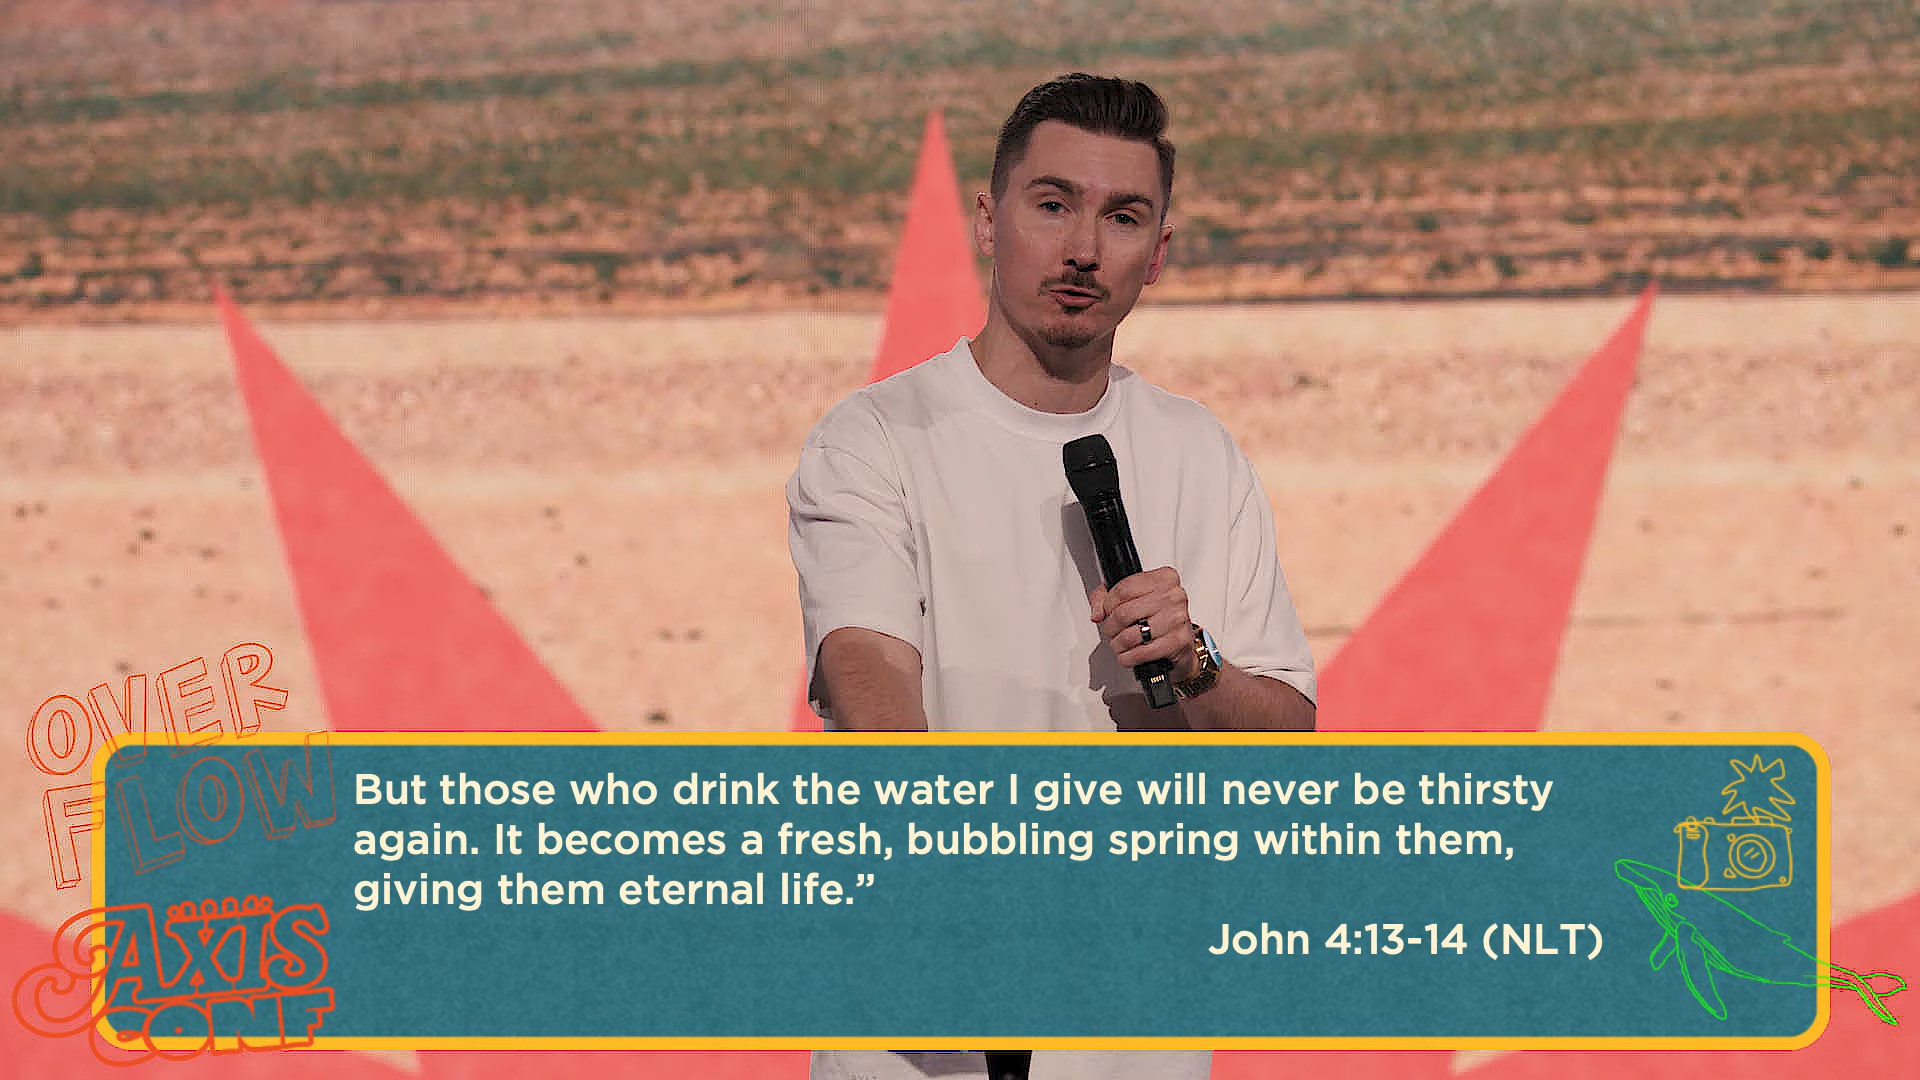 OVER
FLOW
AXIS
CONF
But those who drink the water I give will never be thirsty
again. It becomes a fresh, bubbling spring within them,
giving them eternal life.”
John 4:13-14 (NLT)